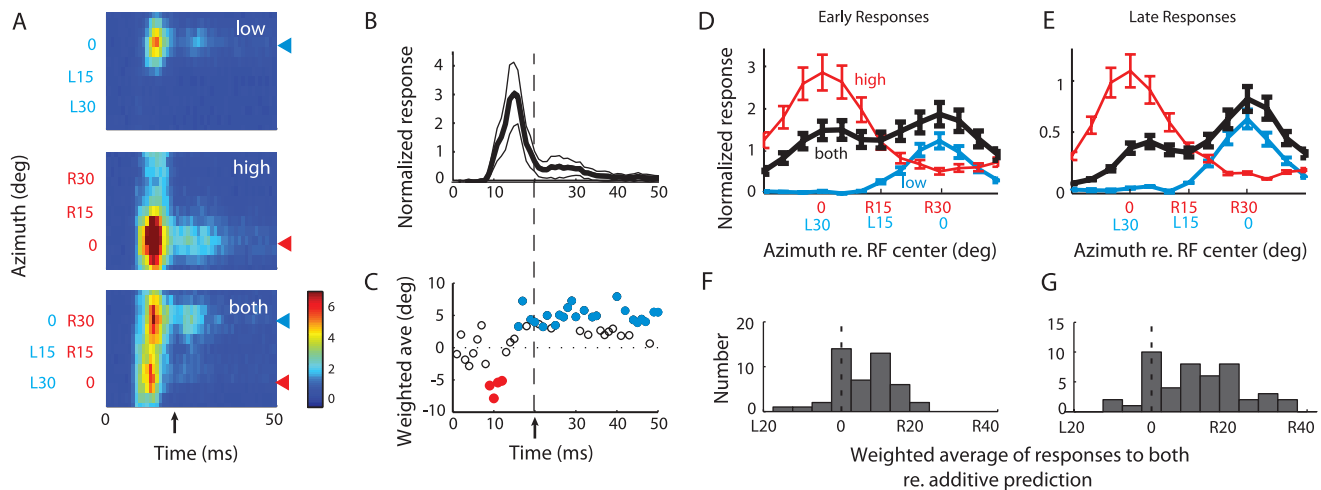 A
low
0
L15
L30
high
R30
R15
0
Azimuth (deg)
both
0 R30
L15 R15
L30 0
0 50
Time (ms)
6
4
2
0
B
Normalized response
4
3
2
1
0
0 10 20 30 40 50
C
Weighted ave (deg)
10
5
0
-5
-10
0 10 20 30 40 50
Time (ms)
D
Early Responses
Normalized response
3
2
1
0
high
both
low
0 R15 R30
L30 L15 0
Azimuth re. RF center (deg)
E
Late Responses
1
0.5
0
0 R15 R30
L30 L15 0
Azimuth re. RF center (deg)
F
Number
20
10
0
L20 0 R20 R40
G
15
10
5
0
L20 0 R20 R40
Weighted average of responses to both
re. additive prediction